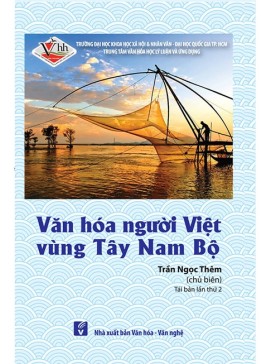 Vhh
TRƯỜNG ĐẠI HỌC KHOA HỌC XÃ HỘI & NHÂN VĂN - ĐẠI HỌC QUỐC GIA TP. HCM
TRUNG TÂM VĂN HÓA HỌC LÝ LUẬN VÀ ỨNG DỤNG
Văn hóa người Việt
vùng Tây Nam Bộ
Trần Ngọc Thêm
(chủ biên)
Tái bản lần thứ 2
Nhà xuất bản Văn hóa - Văn nghệ